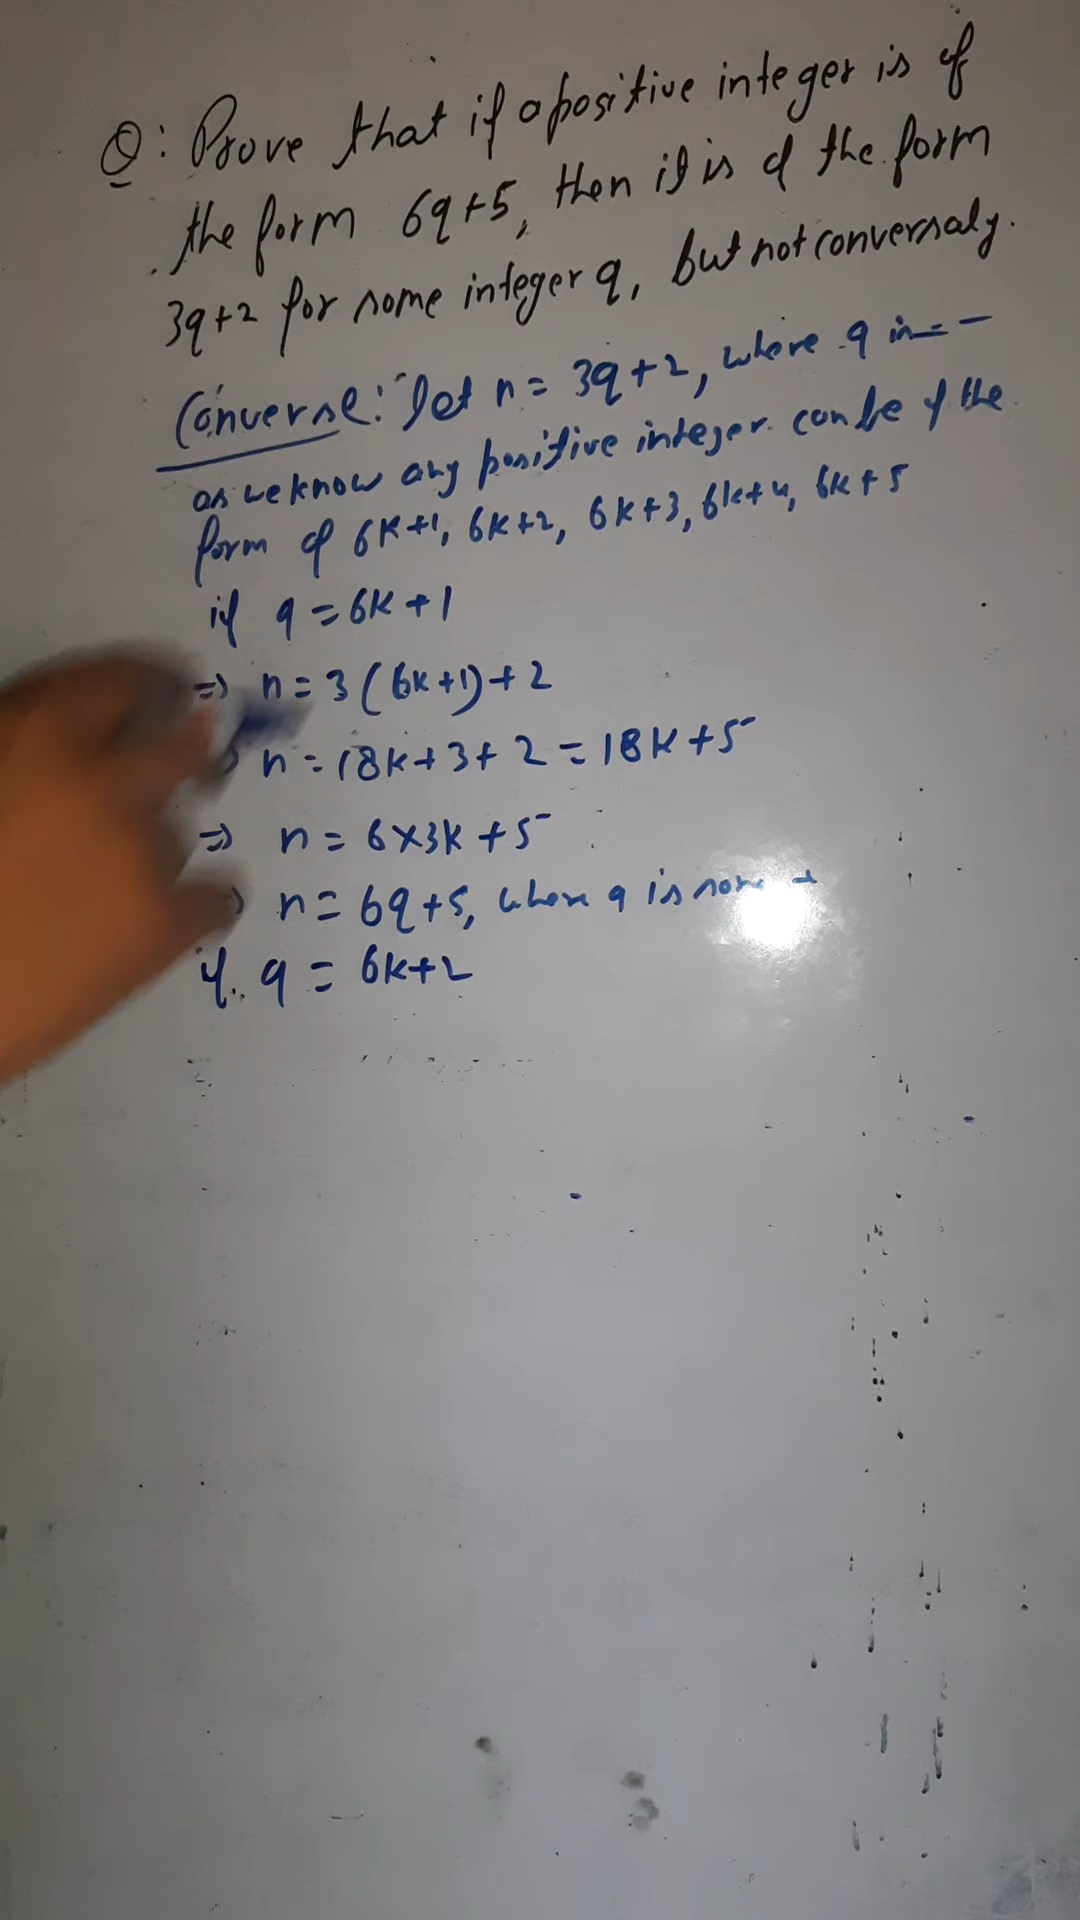 Q: Prove that if a positive integer is of
the form 6q+5, then it is of the form
3q+2 for some integer q, but not conversaly.
Converse: let n = 3q+2, where q in - -
as we know any positive integer can be of the
form of 6k+1, 6k+2, 6k+3, 6k+4, 6k+5
if q = 6k+1
⇒ n = 3(6k+1)+2
n = 18k+3+2 = 18k+5
⇒ n = 6×3k+5
n = 6q+5, where q is some
if q = 6k+2